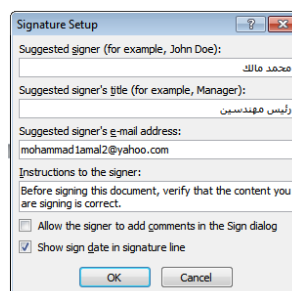 Signature Setup
Suggested signer (for example, John Doe):
محمد مالك
Suggested signer's title (for example, Manager):
رئيس مهندسين
Suggested signer's e-mail address:
mohammad1amal2@yahoo.com
Instructions to the signer:
Before signing this document, verify that the content you
are signing is correct.
Allow the signer to add comments in the Sign dialog
Show sign date in signature line
OK Cancel